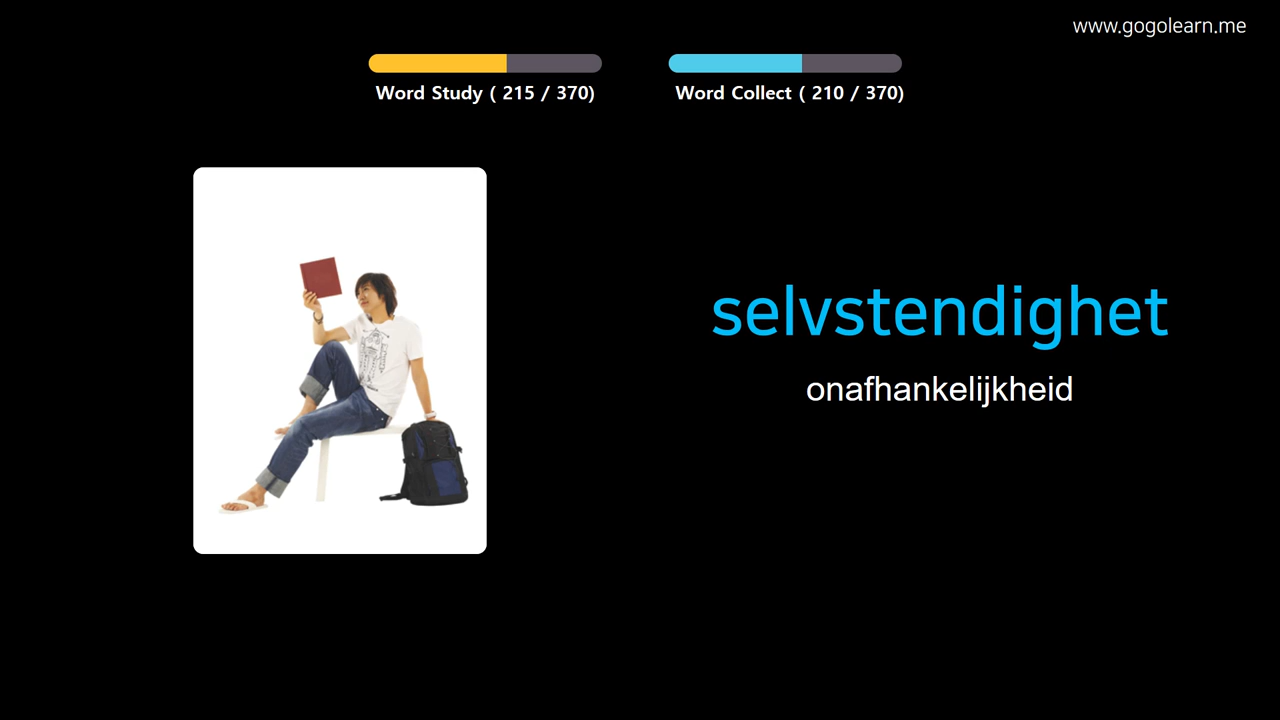 www.gogolearn.me
Word Study ( 215 / 370)
Word Collect ( 210 / 370)
selvstendighet
onafhankelijkheid